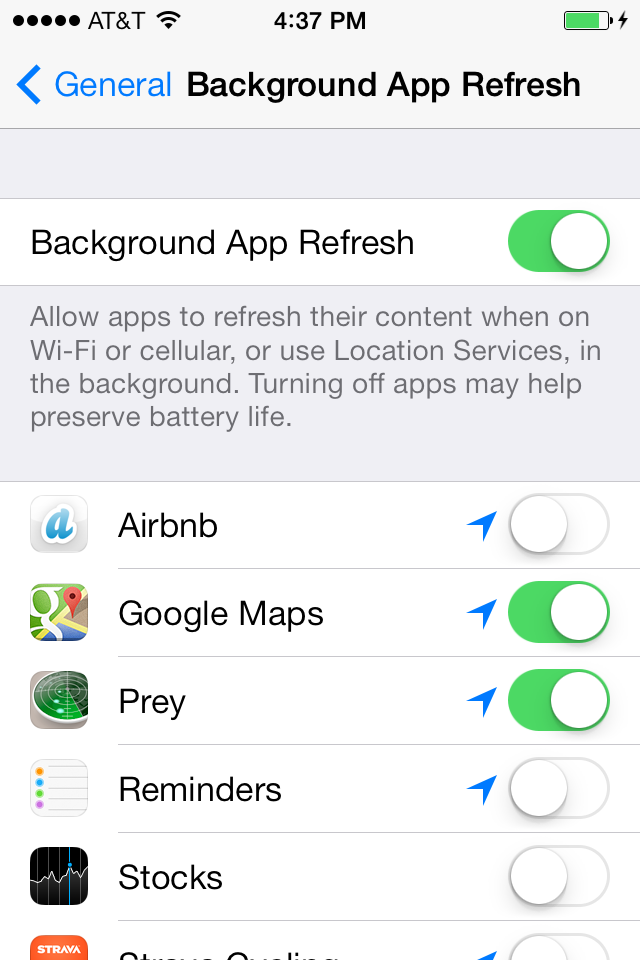 AT&T 4:37 PM
General Background App Refresh
Background App Refresh
Allow apps to refresh their content when on
Wi-Fi or cellular, or use Location Services, in
the background. Turning off apps may help
preserve battery life.
Airbnb
Google Maps
Prey
Reminders
Stocks
STRAVA
Strava Cycling